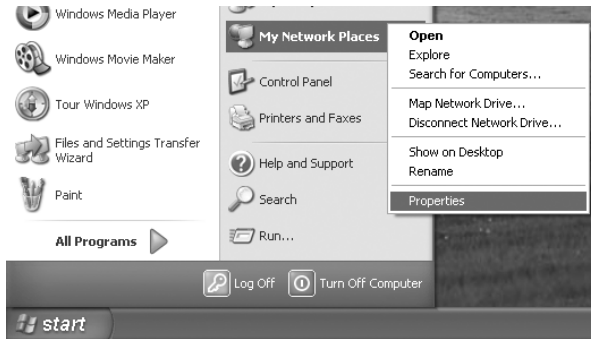 Windows Media Player
Windows Movie Maker
Tour Windows XP
Files and Settings Transfer
Wizard
Paint
All Programs
My Network Places
Control Panel
Printers and Faxes
Help and Support
Search
Run...
Open
Explore
Search for Computers...
Map Network Drive...
Disconnect Network Drive...
Show on Desktop
Rename
Properties
Log Off
Turn Off Computer
start